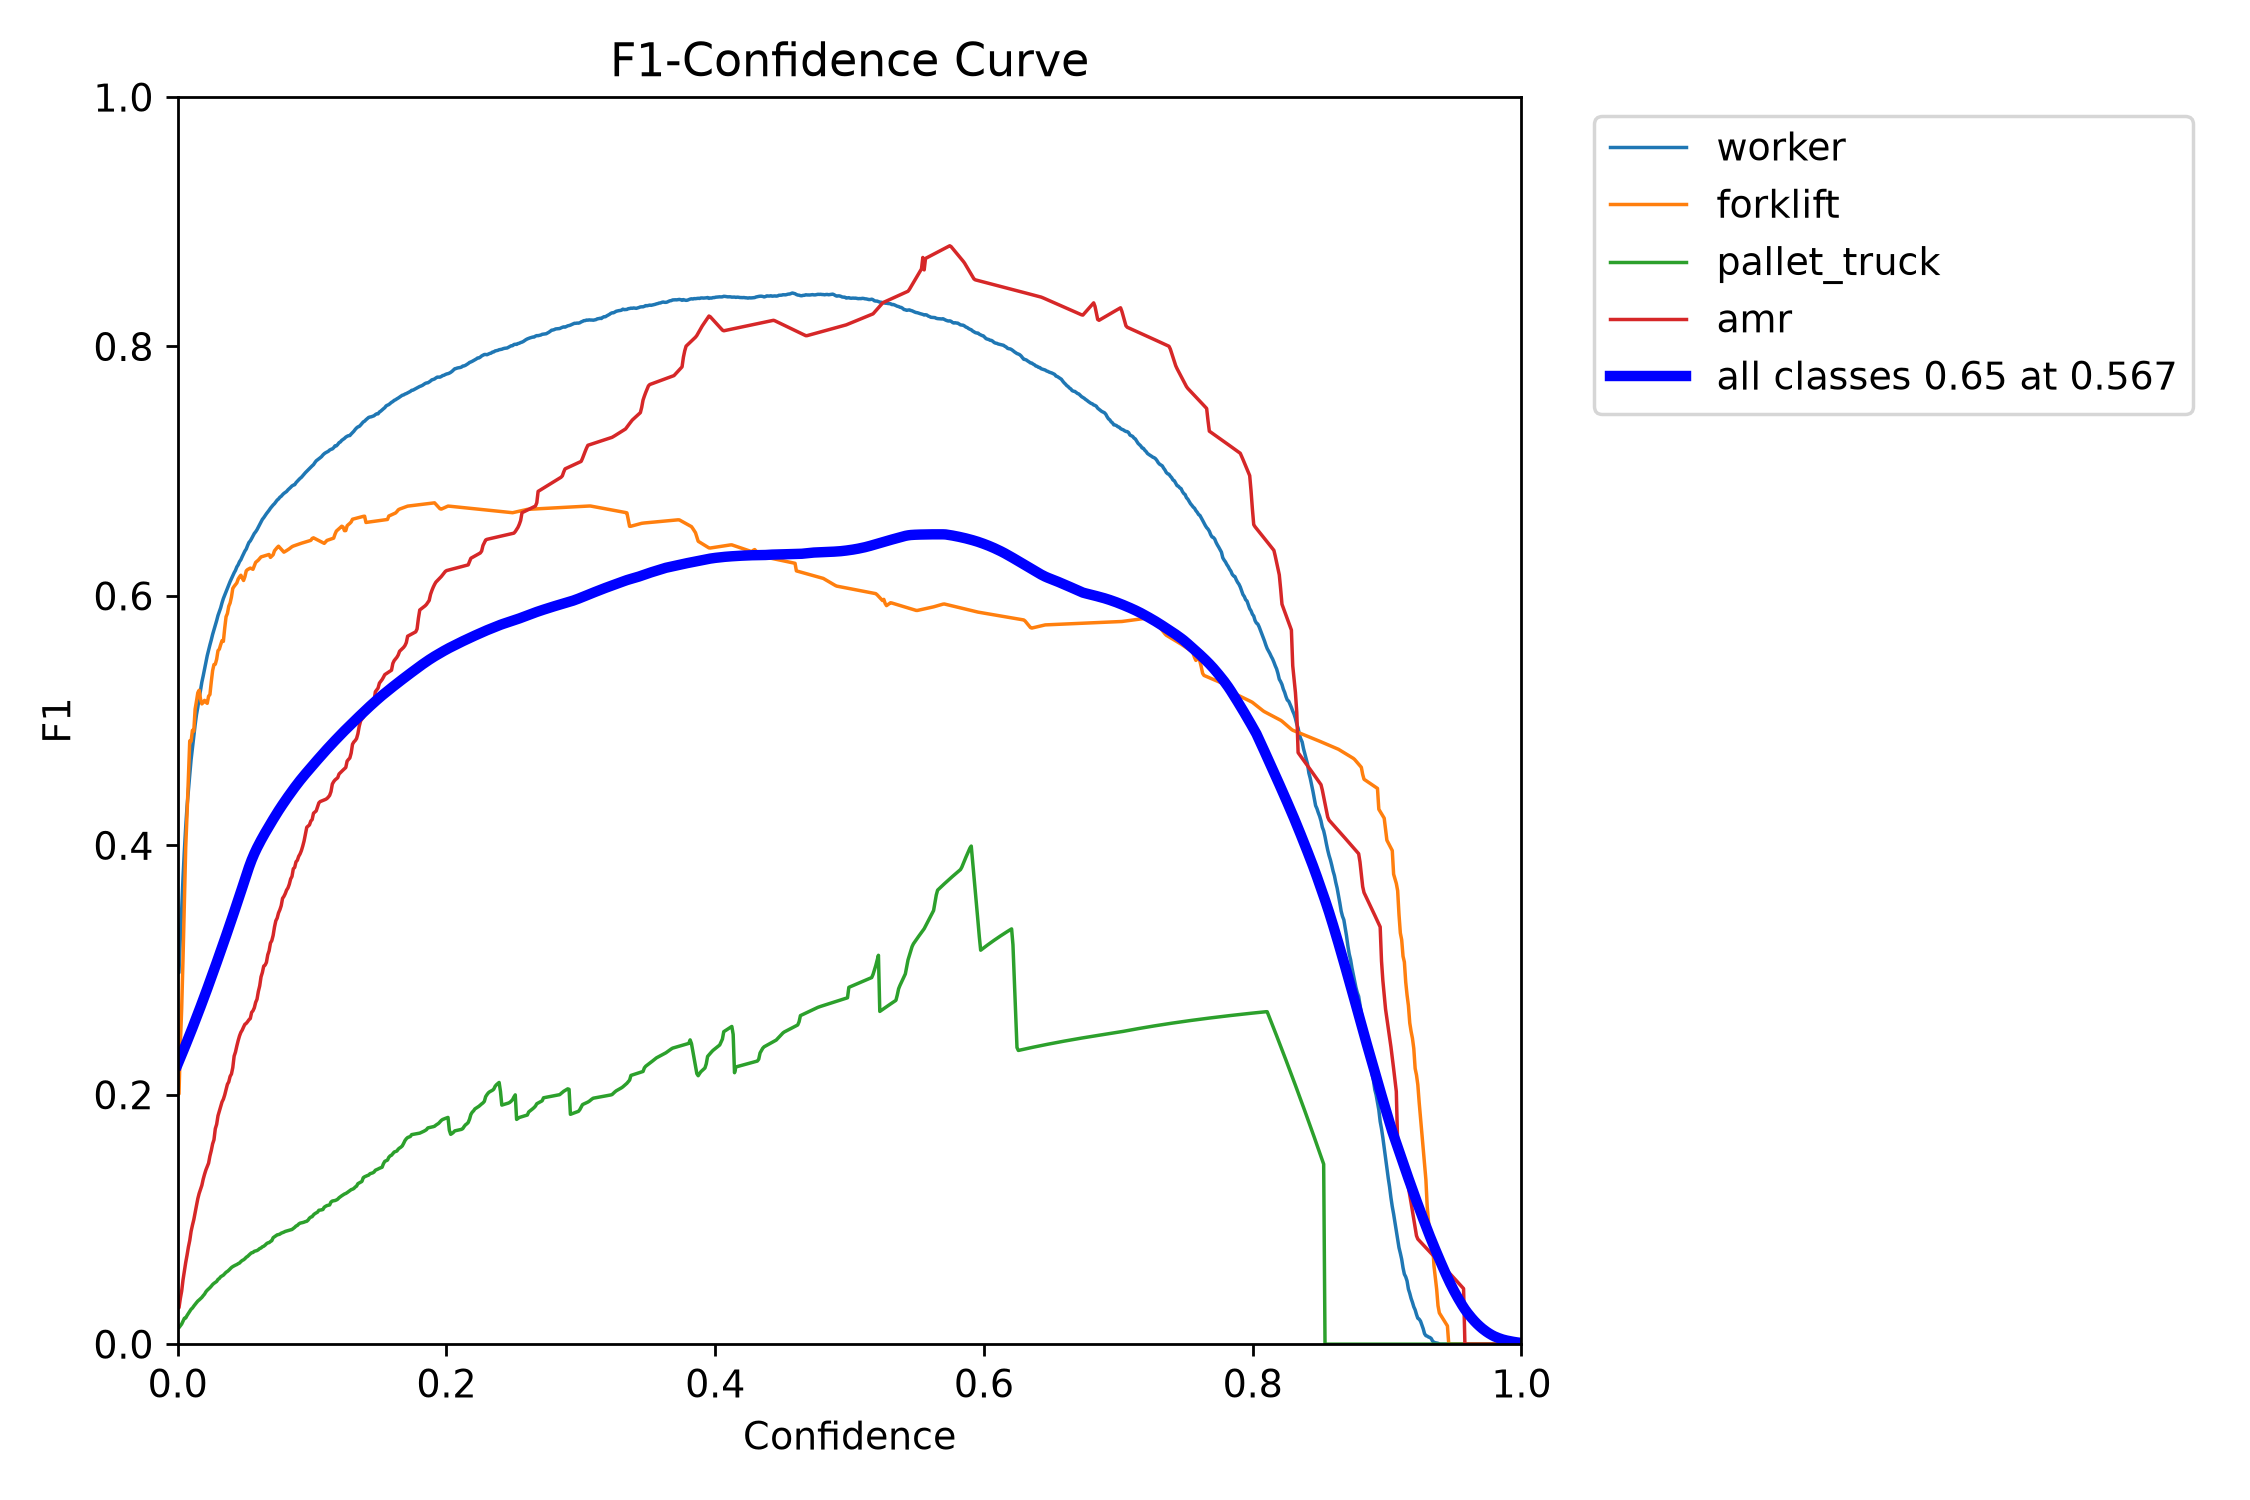 F1-Confidence Curve
1.0
0.8
0.6
0.4
0.2
0.0
F1
0.0 0.2 0.4 0.6 0.8 1.0
Confidence
worker
forklift
pallet_truck
amr
all classes 0.65 at 0.567